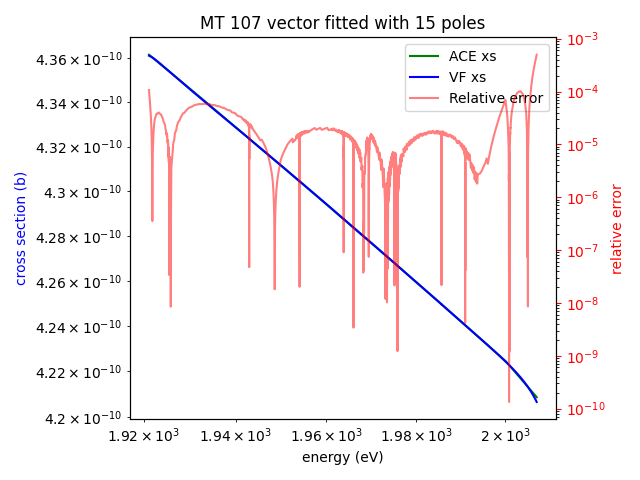 MT 107 vector fitted with 15 poles
ACE xs
VF xs
Relative error
cross section (b)
4.36 × 10⁻¹⁰
4.34 × 10⁻¹⁰
4.32 × 10⁻¹⁰
4.3 × 10⁻¹⁰
4.28 × 10⁻¹⁰
4.26 × 10⁻¹⁰
4.24 × 10⁻¹⁰
4.22 × 10⁻¹⁰
4.2 × 10⁻¹⁰
10⁻³
10⁻⁴
10⁻⁵
10⁻⁶
10⁻⁷
10⁻⁸
10⁻⁹
10⁻¹⁰
relative error
1.92 × 10³ 1.94 × 10³ 1.96 × 10³ 1.98 × 10³ 2 × 10³
energy (eV)